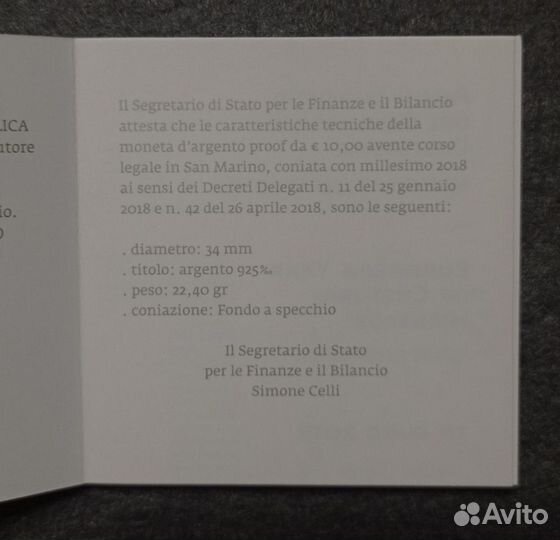 LICA
utore
io.
O
Il Segretario di Stato per le Finanze e il Bilancio
attesta che le caratteristiche tecniche della
moneta d'argento proof da € 10,00 avente corso
legale in San Marino, coniata con millesimo 2018
ai sensi dei Decreti Delegati n. 11 del 25 gennaio
2018 e n. 42 del 26 aprile 2018, sono le seguenti:
. diametro: 34 mm
. titolo: argento 925‰
. peso: 22,40 gr
. coniazione: Fondo a specchio
Il Segretario di Stato
per le Finanze e il Bilancio
Simone Celli
Avito